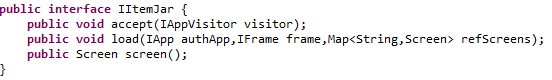 public interface IItemJar {
public void accept(IAppVisitor visitor);
public void load(IApp authApp,IFrame frame,Map<String,Screen> refScreens);
public Screen screen();
}